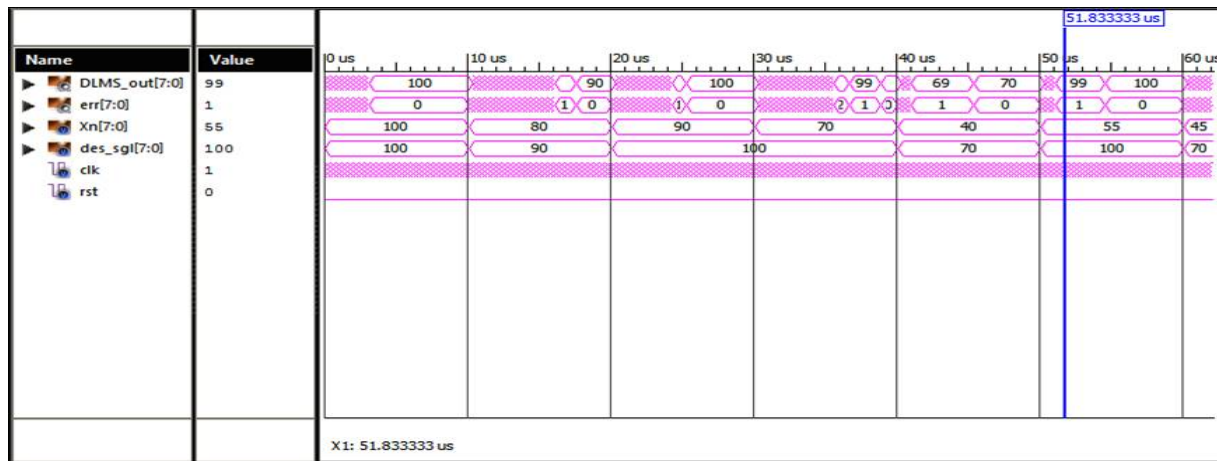 51.833333 us
Name Value 0 us 10 us 20 us 30 us 40 us 50 us 60 us
DLMS_out[7:0] 99 100 90 100 99 69 70 99 100
err[7:0] 1 0 1 0 1 0 2 1 0 1 0 1 0
Xn[7:0] 55 100 80 90 70 40 55 45
des_sgl[7:0] 100 100 90 100 70 100 70
clk 1
rst 0
X1: 51.833333 us